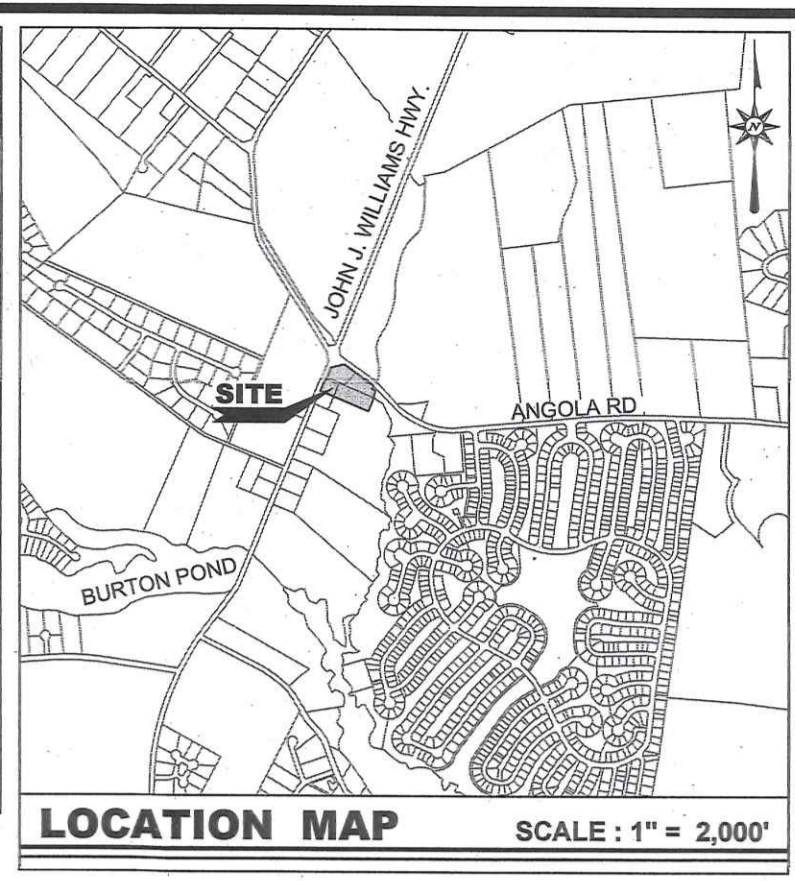 N
JOHN J. WILLIAMS HWY.
SITE
ANGOLA RD
BURTON POND
LOCATION MAP
SCALE : 1" = 2,000'